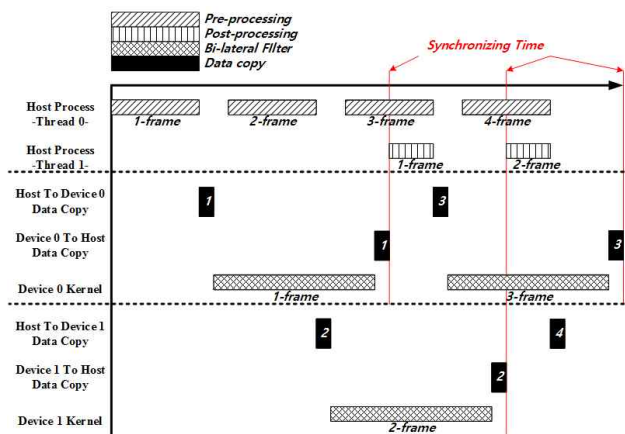 Pre-processing
Post-processing
Bi-lateral Filter
Data copy
Synchronizing Time
Host Process
-Thread 0-
1-frame
2-frame
3-frame
4-frame
Host Process
-Thread 1-
1-frame
2-frame
Host To Device 0
Data Copy
1
3
Device 0 To Host
Data Copy
1
3
Device 0 Kernel
1-frame
3-frame
Host To Device 1
Data Copy
2
4
Device 1 To Host
Data Copy
2
Device 1 Kernel
2-frame